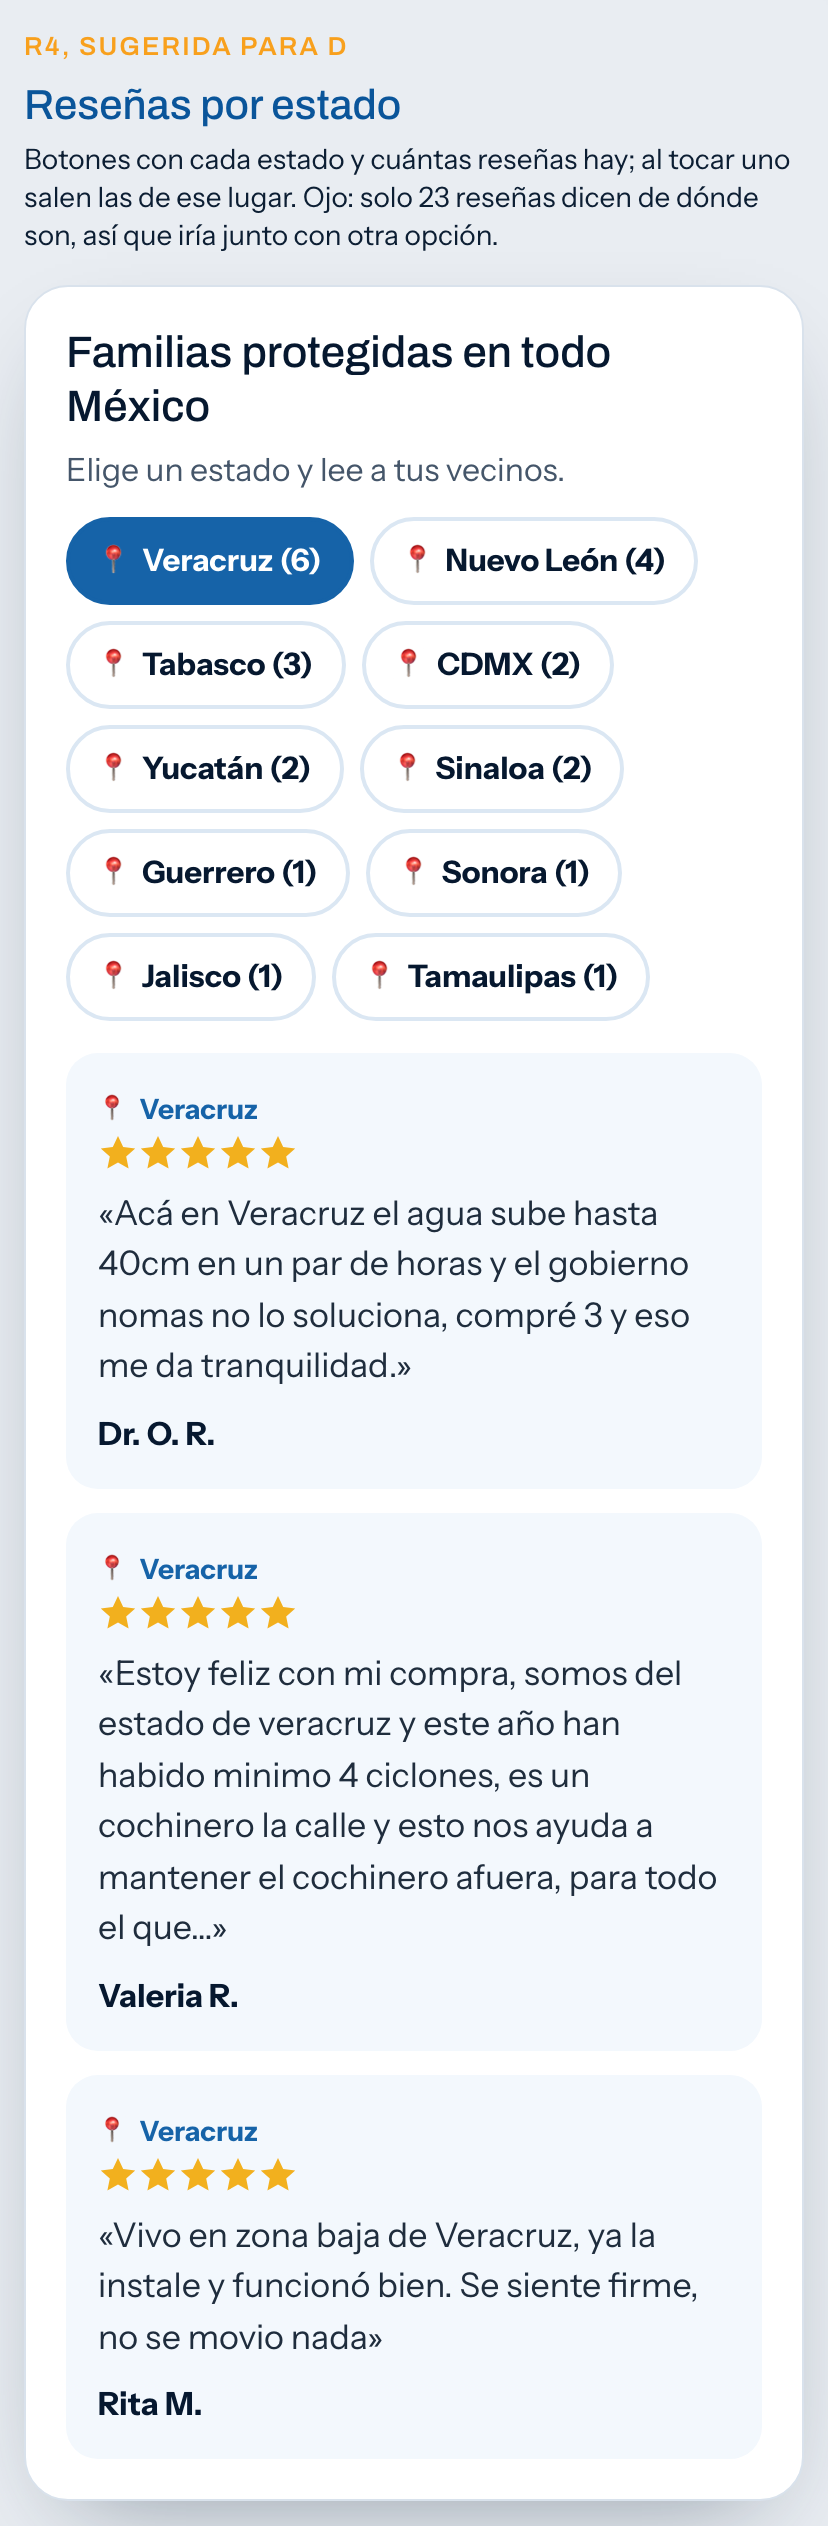 R4, SUGERIDA PARA D
Reseñas por estado
Botones con cada estado y cuántas reseñas hay; al tocar uno
salen las de ese lugar. Ojo: solo 23 reseñas dicen de dónde
son, así que iría junto con otra opción.
Familias protegidas en todo
México
Elige un estado y lee a tus vecinos.
📍 Veracruz (6) 📍 Nuevo León (4)
📍 Tabasco (3) 📍 CDMX (2)
📍 Yucatán (2) 📍 Sinaloa (2)
📍 Guerrero (1) 📍 Sonora (1)
📍 Jalisco (1) 📍 Tamaulipas (1)
📍 Veracruz
★★★★★
«Acá en Veracruz el agua sube hasta
40cm en un par de horas y el gobierno
nomas no lo soluciona, compré 3 y eso
me da tranquilidad.»
Dr. O. R.
📍 Veracruz
★★★★★
«Estoy feliz con mi compra, somos del
estado de veracruz y este año han
habido minimo 4 ciclones, es un
cochinero la calle y esto nos ayuda a
mantener el cochinero afuera, para todo
el que...»
Valeria R.
📍 Veracruz
★★★★★
«Vivo en zona baja de Veracruz, ya la
instale y funcionó bien. Se siente firme,
no se movio nada»
Rita M.